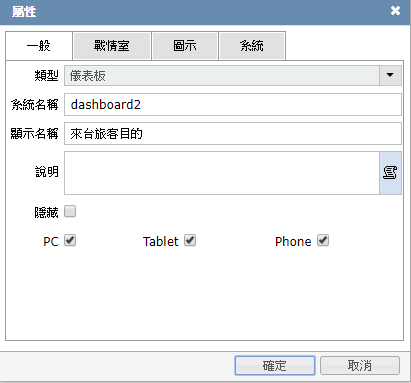 屬性
一般 戰情室 圖示 系統
類型 儀表板
系統名稱 dashboard2
顯示名稱 來台旅客目的
說明
隱藏
PC Tablet Phone
確定 取消